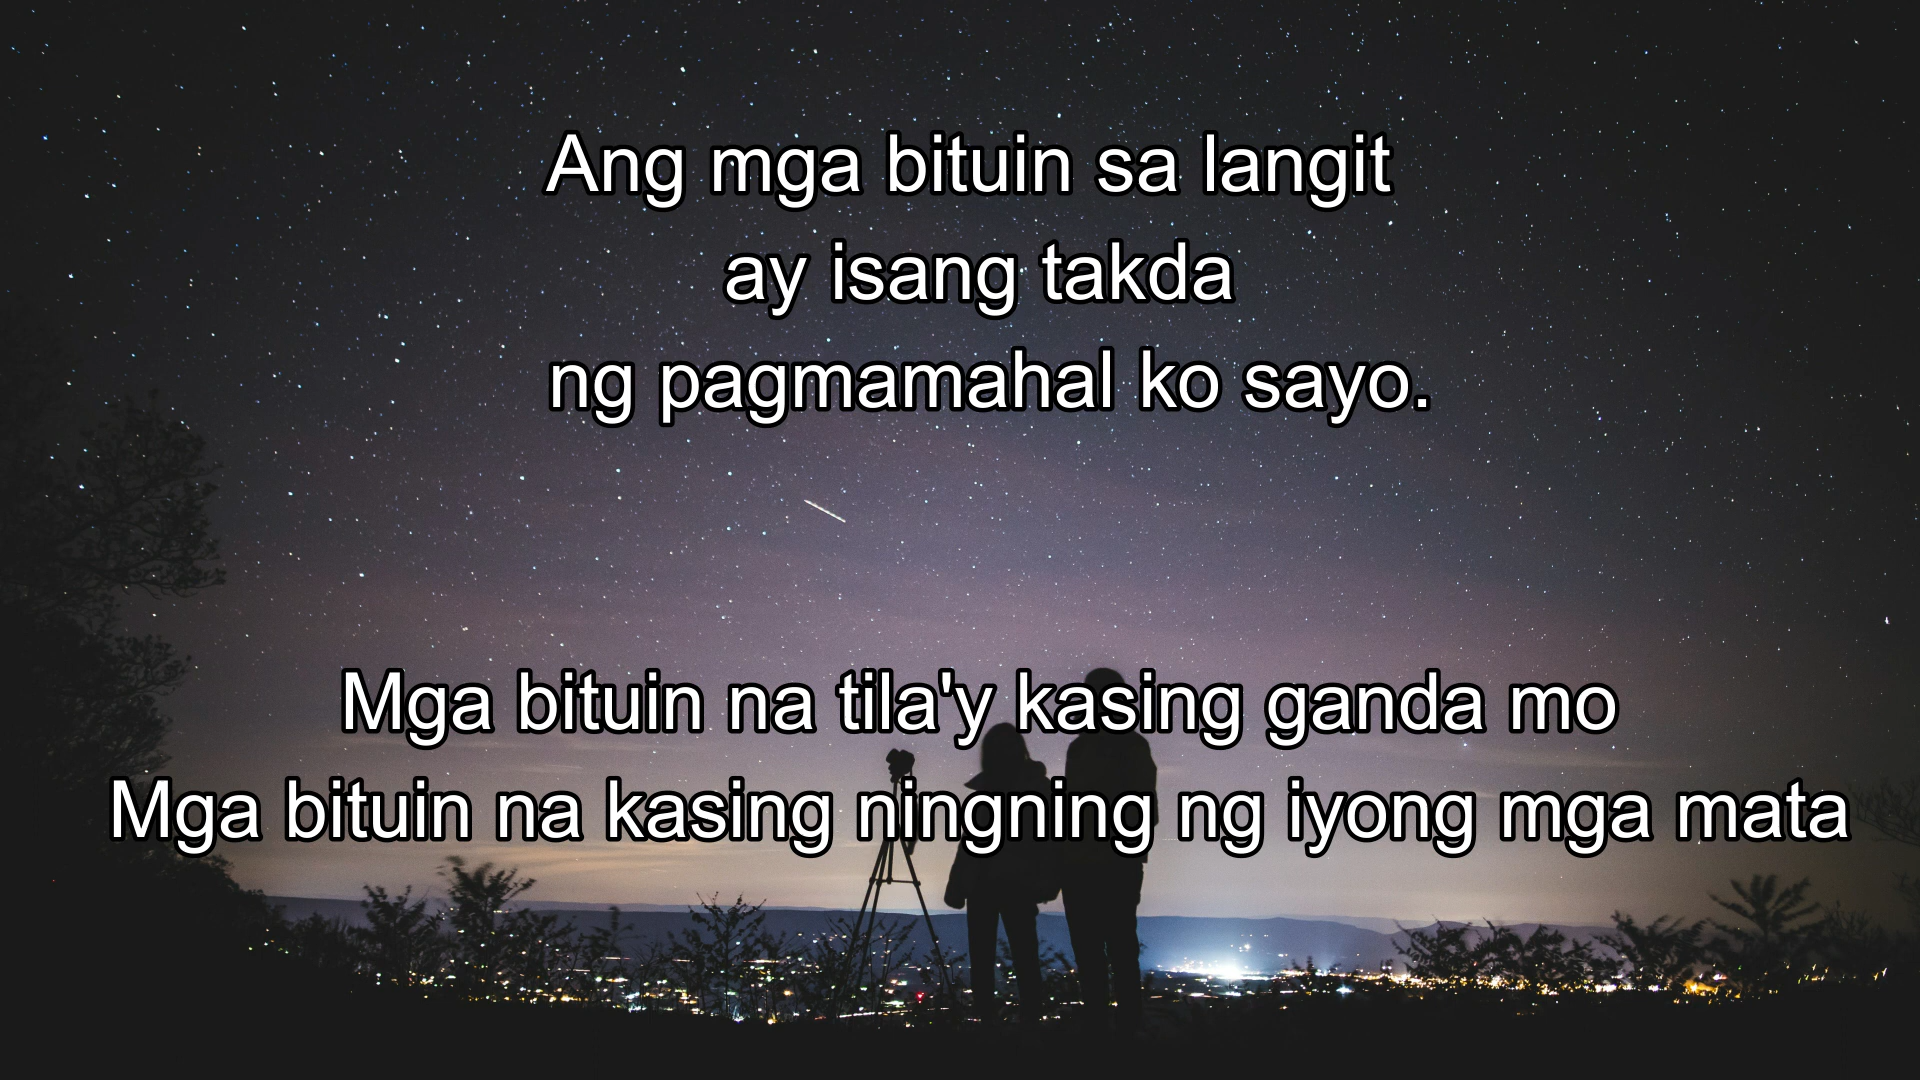 Ang mga bituin sa langit
ay isang takda
ng pagmamahal ko sayo.
Mga bituin na tila'y kasing ganda mo
Mga bituin na kasing ningning ng iyong mga mata